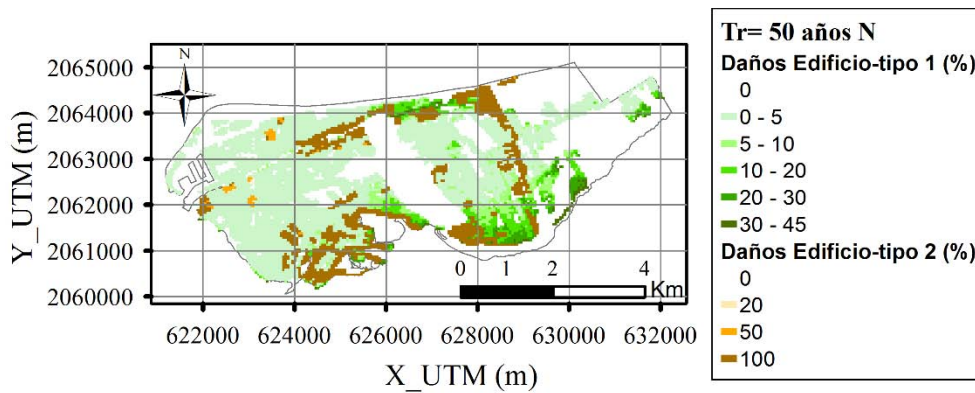 N
2065000
2064000
2063000
2062000
2061000
2060000
Y_UTM (m)
0 1 2 4
Km
622000 624000 626000 628000 630000 632000
X_UTM (m)
Tr= 50 años N
Daños Edificio-tipo 1 (%)
0
0 - 5
5 - 10
10 - 20
20 - 30
30 - 45
Daños Edificio-tipo 2 (%)
0
20
50
100